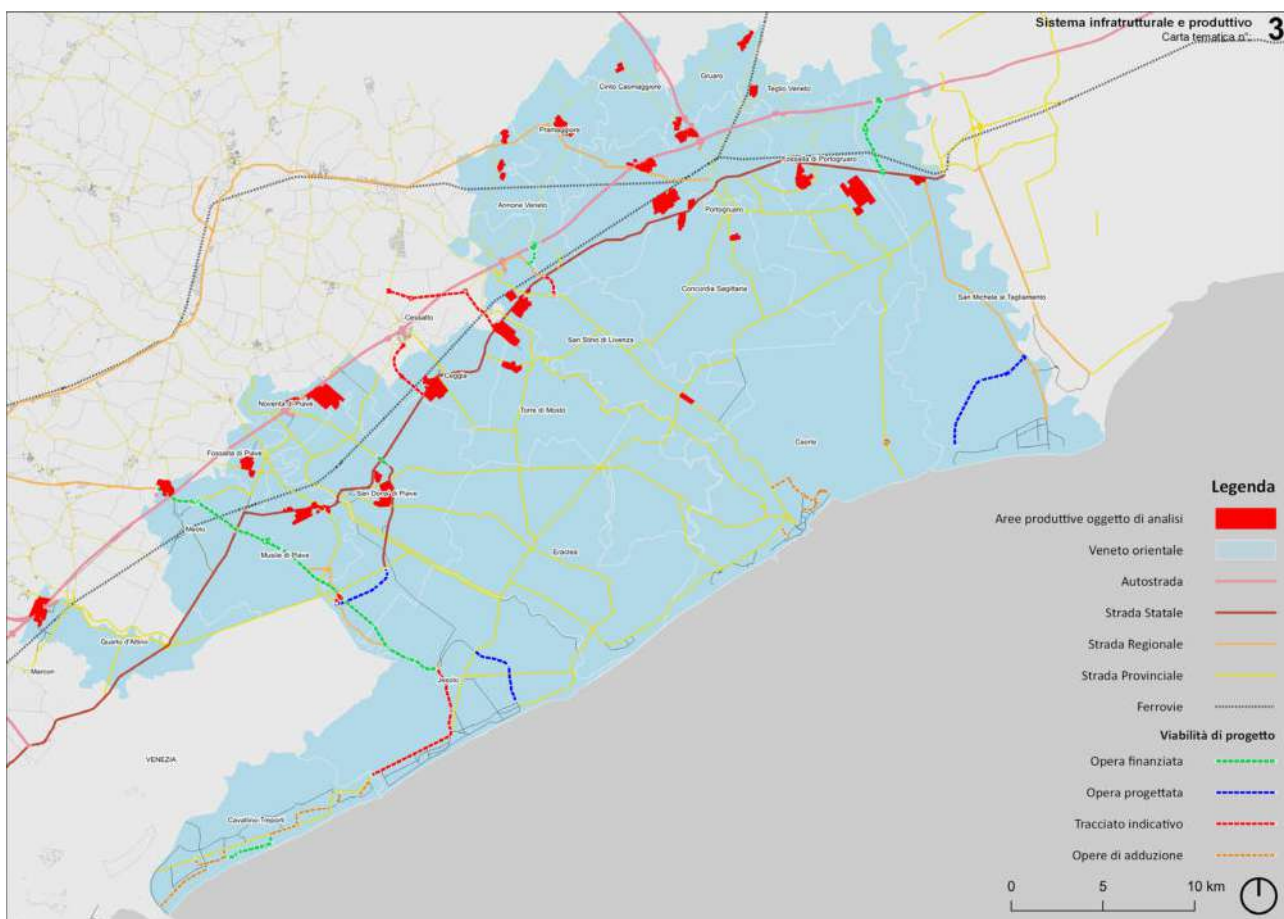 Sistema infratrutturale e produttivo 3
Carta tematica n°:
Gruaro
Cinto Caomaggiore
Teglio Veneto
Pramaggiore
Fossalta di Portogruaro
Annone Veneto
Portogruaro
Concordia Sagittaria
San Michele al Tagliamento
Cessalto
San Stino di Livenza
Ceggia
Noventa di Piave
Torre di Mosto
Caorle
Fossalta di Piave
San Donà di Piave
Meolo
Musile di Piave
Eraclea
Quarto d'Altino
Marcon
Jesolo
VENEZIA
Cavallino-Treporti
Legenda
Aree produttive oggetto di analisi
Veneto orientale
Autostrada
Strada Statale
Strada Regionale
Strada Provinciale
Ferrovie
Viabilità di progetto
Opera finanziata
Opera progettata
Tracciato indicativo
Opere di adduzione
0 5 10 km